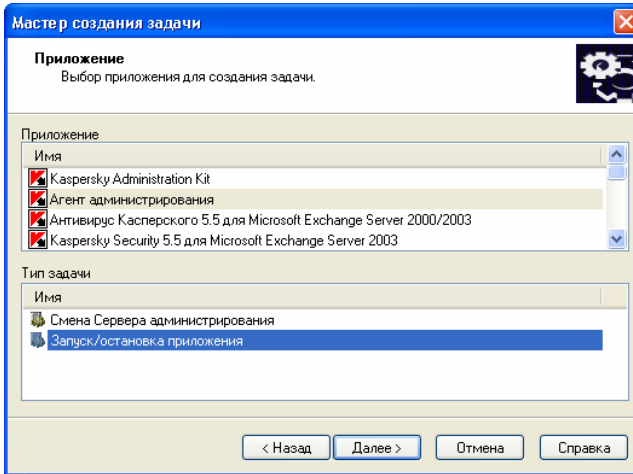 Мастер создания задачи
Приложение
Выбор приложения для создания задачи.
Приложение
Имя
Kaspersky Administration Kit
Агент администрирования
Антивирус Касперского 5.5 для Microsoft Exchange Server 2000/2003
Kaspersky Security 5.5 для Microsoft Exchange Server 2003
Тип задачи
Имя
Смена Сервера администрирования
Запуск/остановка приложения
< Назад Далее > Отмена Справка